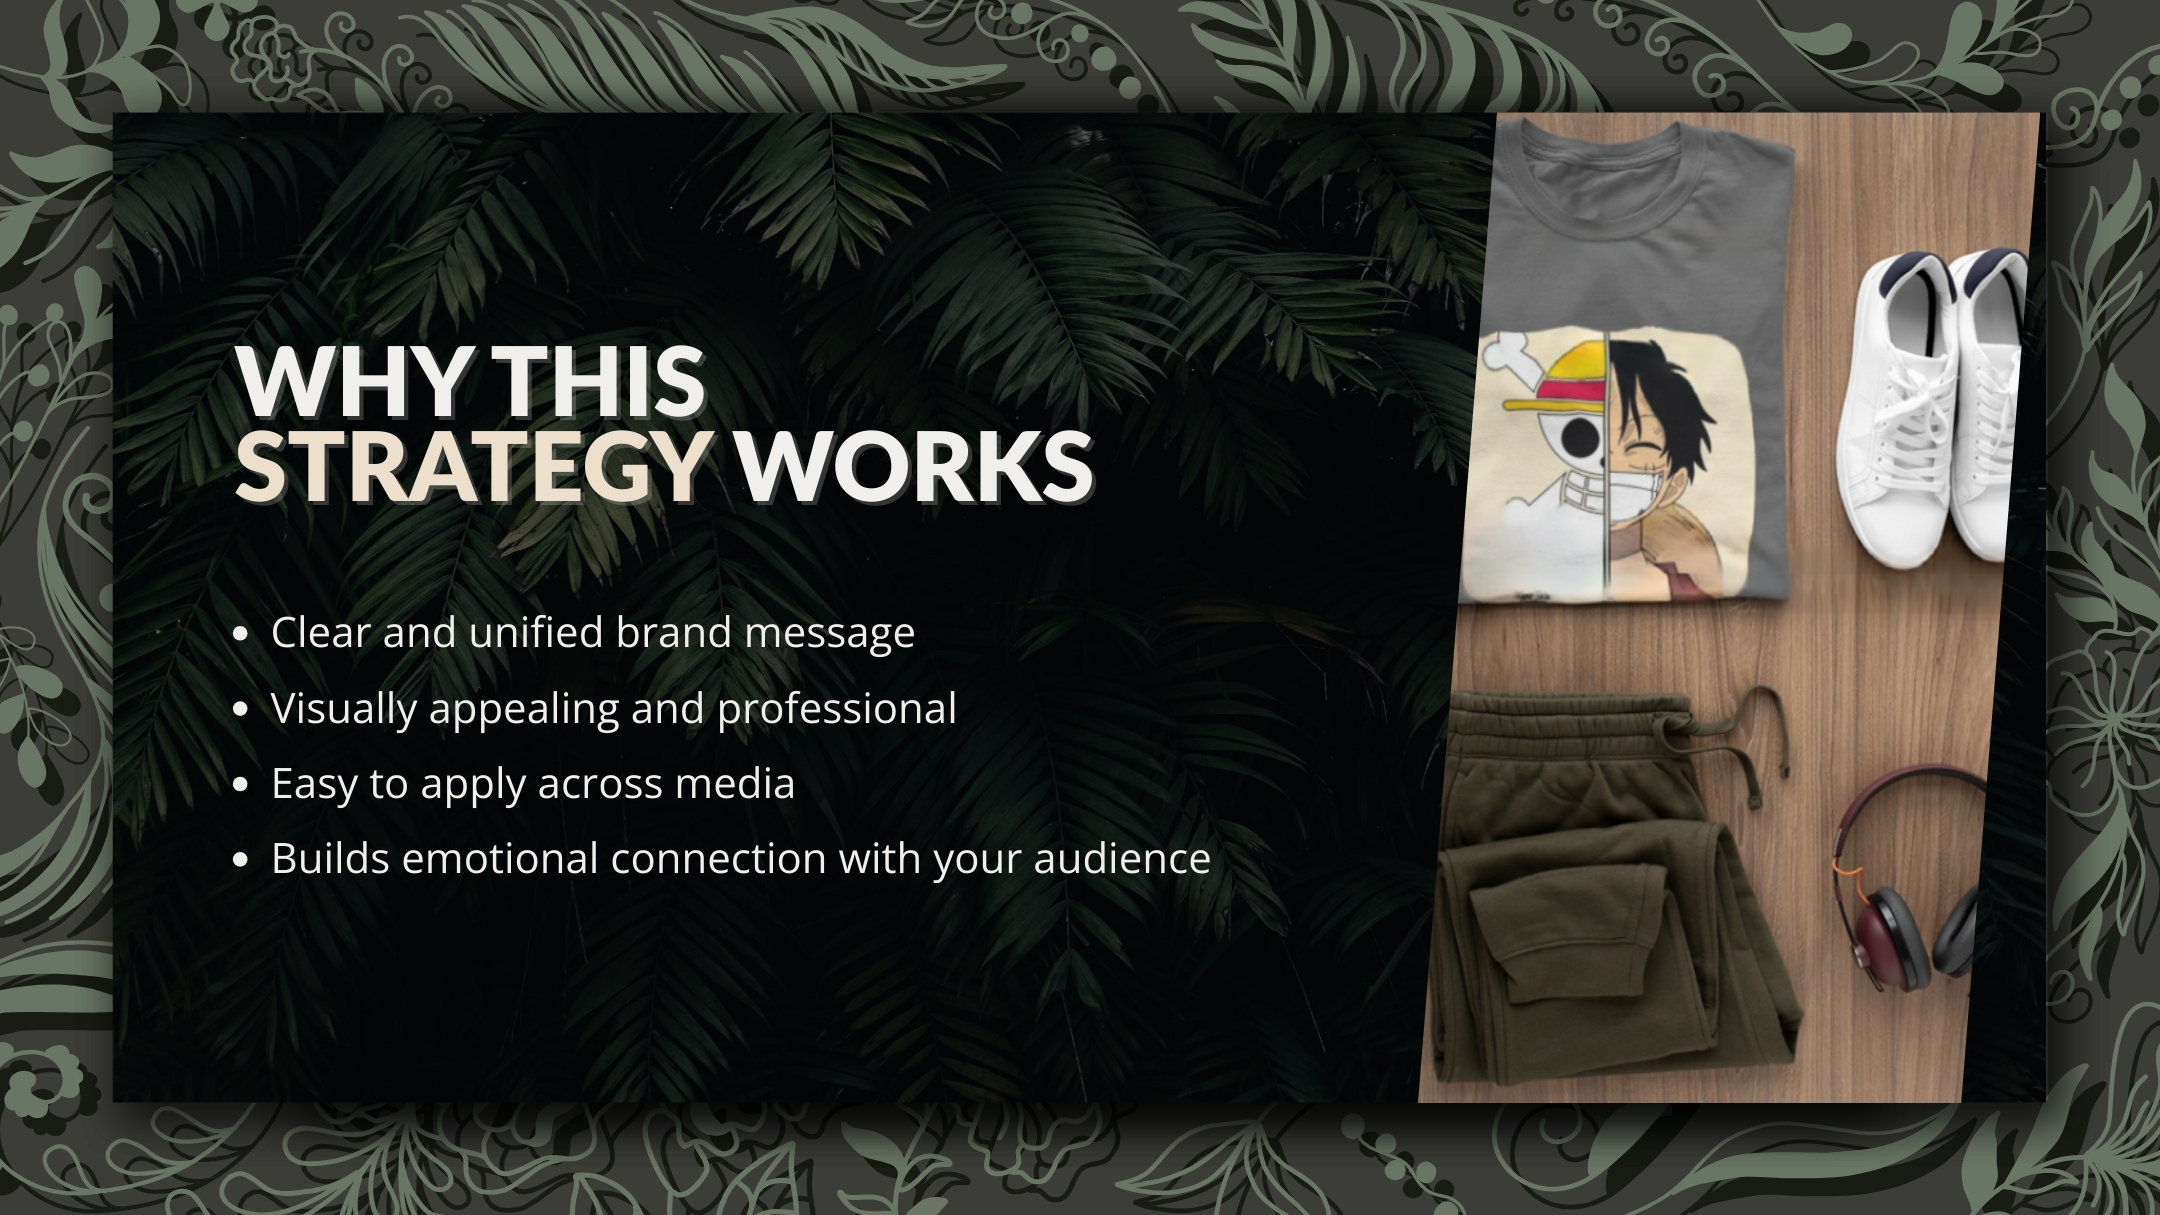 WHY THIS
STRATEGY WORKS
• Clear and unified brand message
• Visually appealing and professional
• Easy to apply across media
• Builds emotional connection with your audience